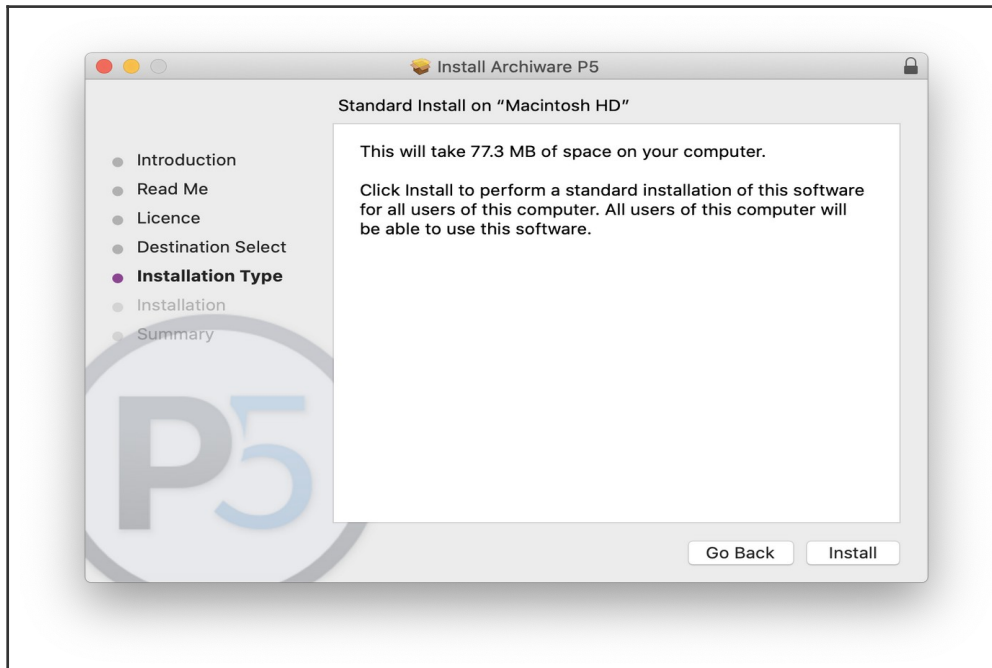 Install Archiware P5
Standard Install on “Macintosh HD”
Introduction
Read Me
Licence
Destination Select
Installation Type
Installation
Summary
This will take 77.3 MB of space on your computer.
Click Install to perform a standard installation of this software
for all users of this computer. All users of this computer will
be able to use this software.
P5
Go Back
Install